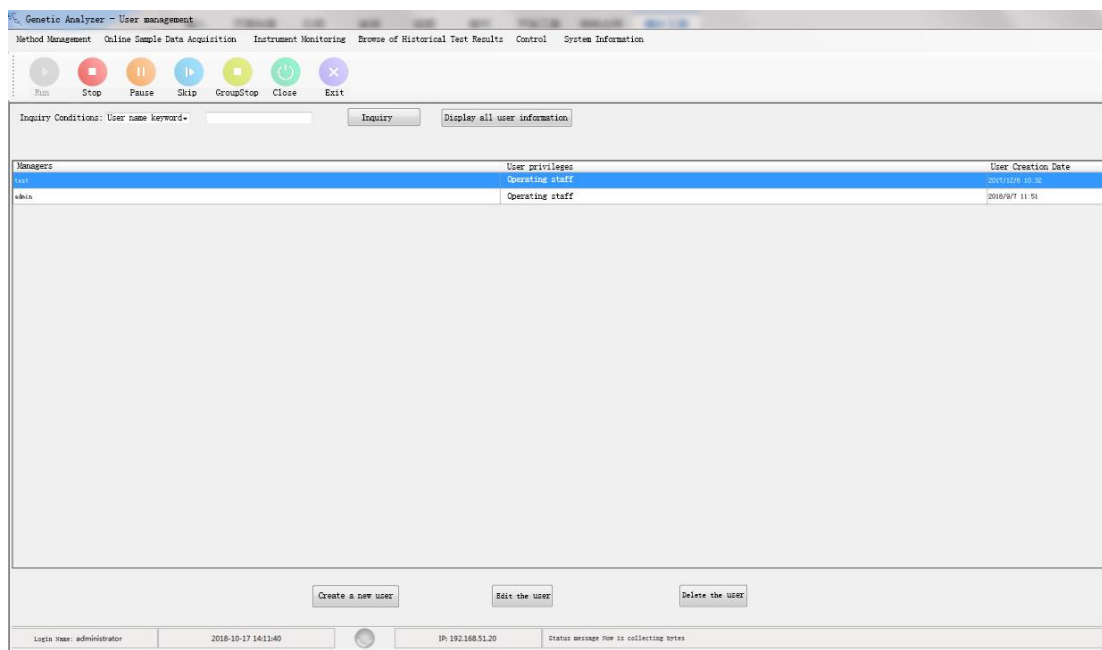 Genetic Analyzer - User management
Method Management Online Sample Data Acquisition Instrument Monitoring Browse of Historical Test Results Control System Information
Run Stop Pause Skip GroupStop Close Exit
Inquiry Conditions: User name keyword Inquiry Display all user information
Managers User privileges User Creation Date
test Operating staff 2017/12/6 10:32
admin Operating staff 2018/9/7 11:51
Create a new user Edit the user Delete the user
Login Name: administrator 2018-10-17 14:11:40 IP: 192.168.51.20 Status message Now is collecting bytes